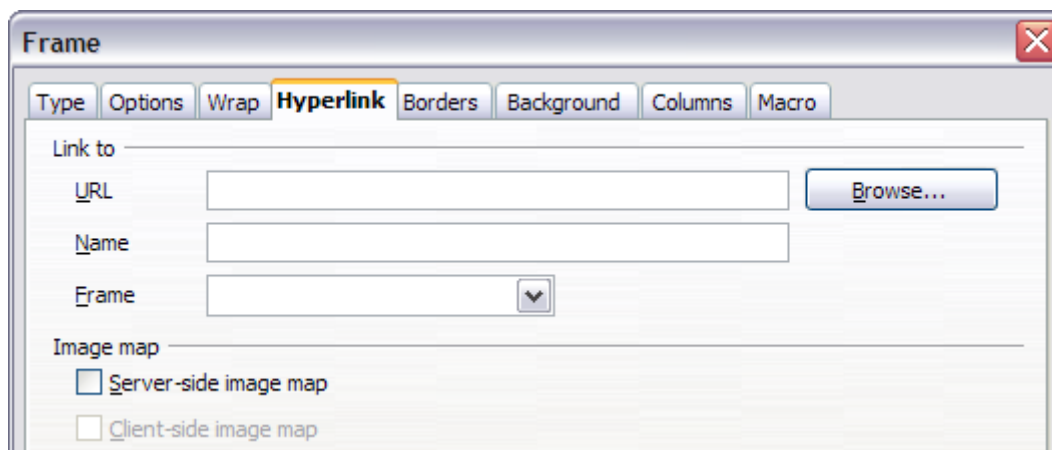 Frame
Type Options Wrap Hyperlink Borders Background Columns Macro
Link to
URL Browse...
Name
Frame
Image map
Server-side image map
Client-side image map